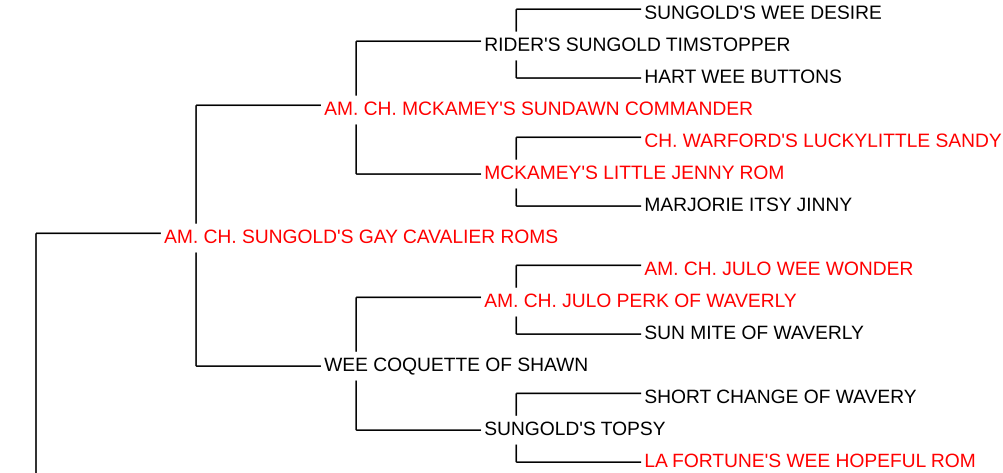 SUNGOLD'S WEE DESIRE
RIDER'S SUNGOLD TIMSTOPPER
HART WEE BUTTONS
AM. CH. MCKAMEY'S SUNDAWN COMMANDER
CH. WARFORD'S LUCKYLITTLE SANDY
MCKAMEY'S LITTLE JENNY ROM
MARJORIE ITSY JINNY
AM. CH. SUNGOLD'S GAY CAVALIER ROMS
AM. CH. JULO WEE WONDER
AM. CH. JULO PERK OF WAVERLY
SUN MITE OF WAVERLY
WEE COQUETTE OF SHAWN
SHORT CHANGE OF WAVERY
SUNGOLD'S TOPSY
LA FORTUNE'S WEE HOPEFUL ROM